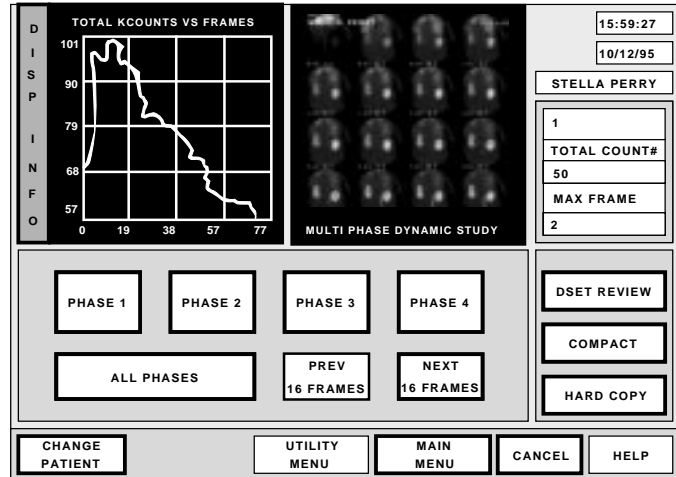 DISP INFO
TOTAL KCOUNTS VS FRAMES
101
90
79
68
57
0 19 38 57 77
MULTI PHASE DYNAMIC STUDY
15:59:27
10/12/95
STELLA PERRY
1
TOTAL COUNT#
50
MAX FRAME
2
PHASE 1
PHASE 2
PHASE 3
PHASE 4
ALL PHASES
PREV
16 FRAMES
NEXT
16 FRAMES
DSET REVIEW
COMPACT
HARD COPY
CHANGE
PATIENT
UTILITY
MENU
MAIN
MENU
CANCEL
HELP